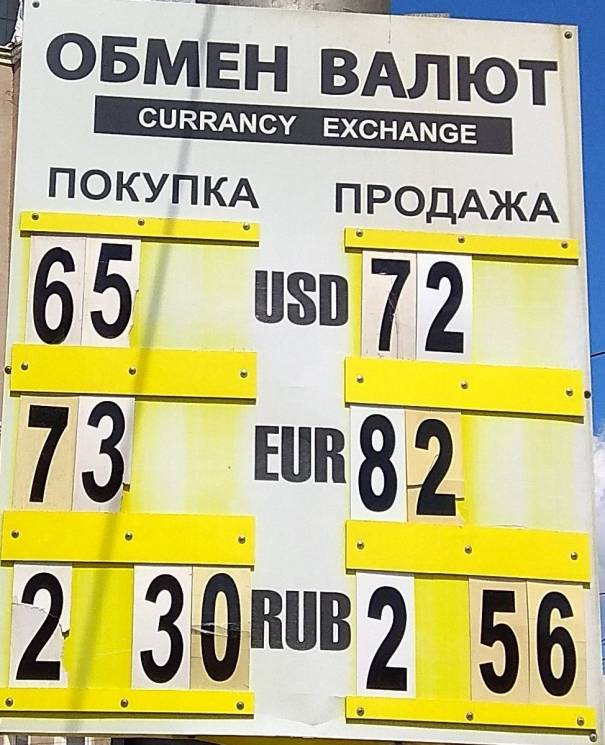 ОБМЕН ВАЛЮТ
CURRANCY EXCHANGE
ПОКУПКА ПРОДАЖА
65 USD 72
73 EUR 82
2 30 RUB 2 56